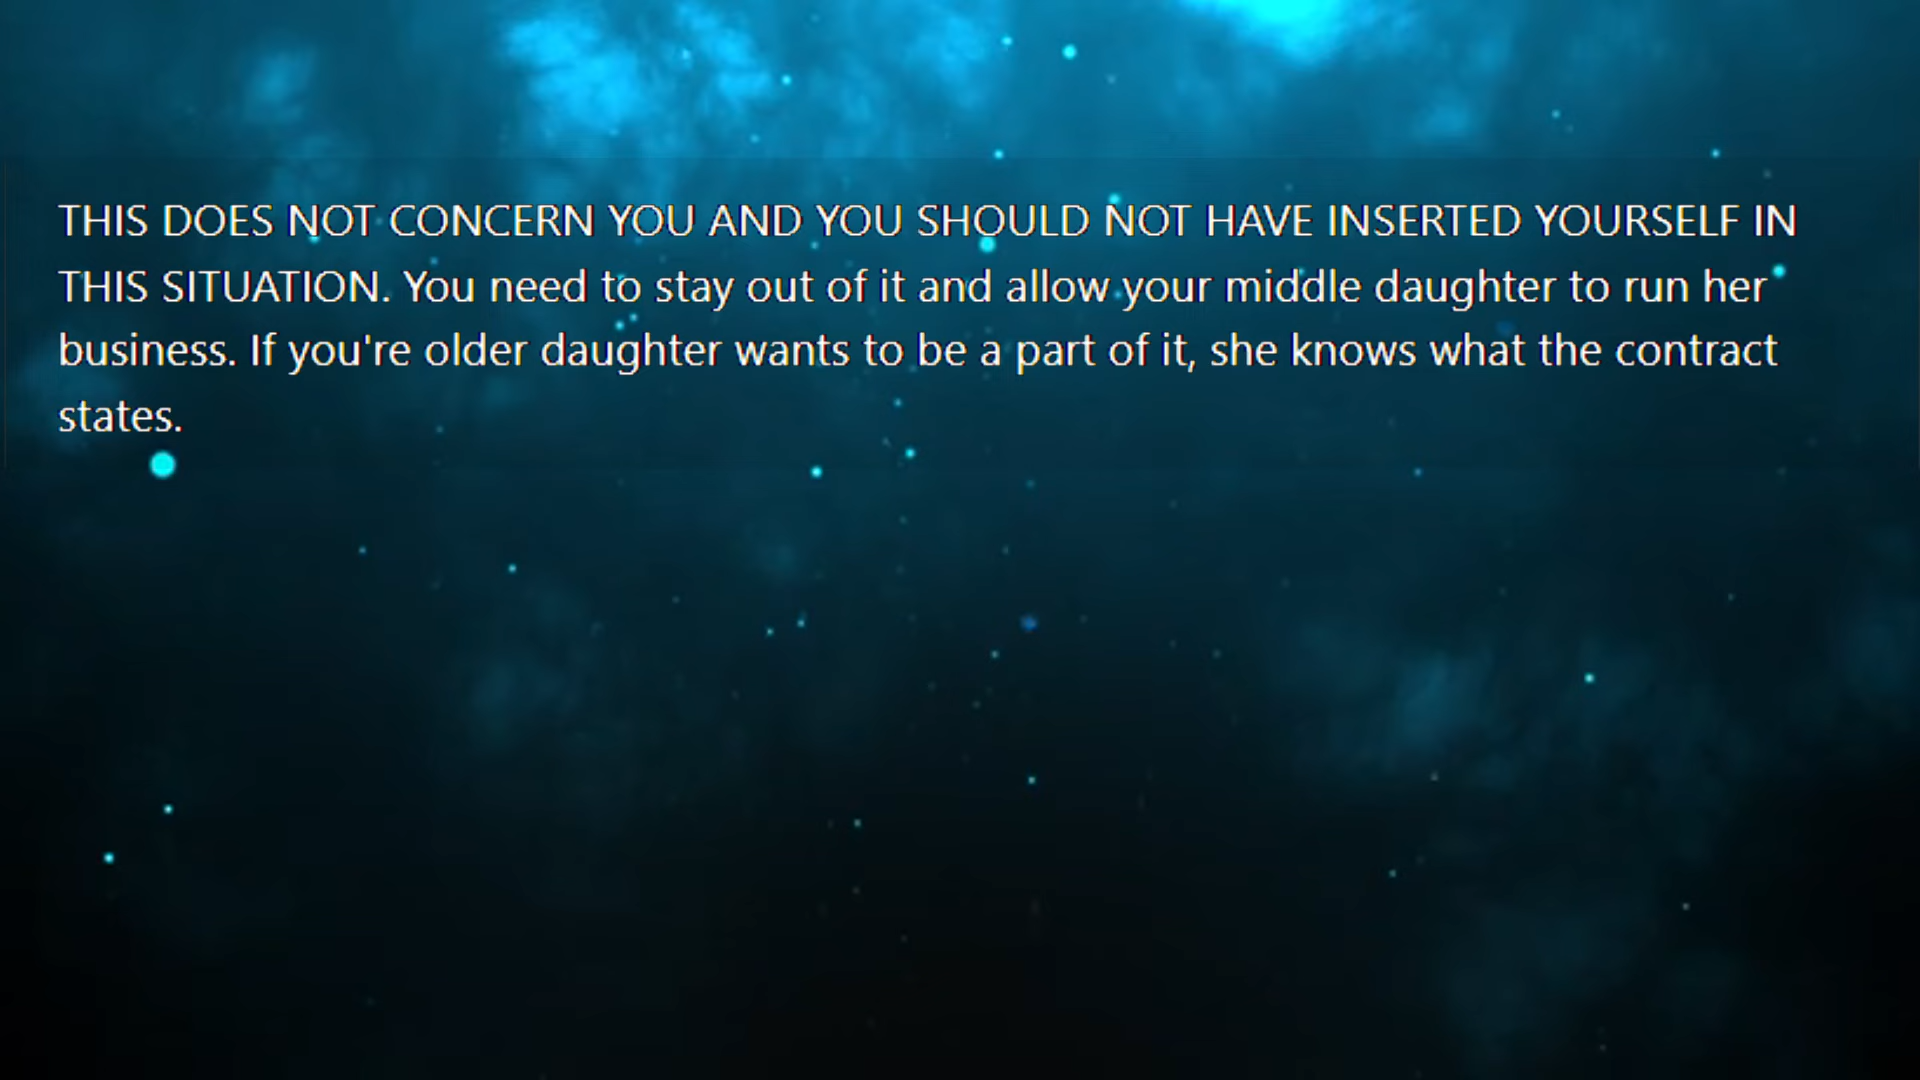 THIS DOES NOT CONCERN YOU AND YOU SHOULD NOT HAVE INSERTED YOURSELF IN
THIS SITUATION. You need to stay out of it and allow your middle daughter to run her
business. If you're older daughter wants to be a part of it, she knows what the contract
states.